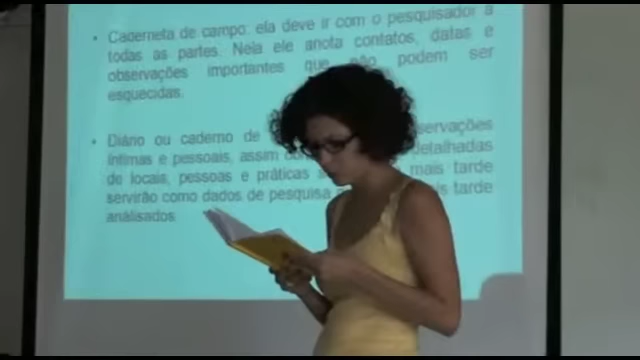 • Caderneta de campo: ela deve ir com o pesquisador a
todas as partes. Nela ele anota contatos, datas e
observações importantes que não podem ser
esquecidas.
• Diário ou caderno de servações
íntimas e pessoais, assim detalhadas
de locais, pessoas e práticas mais tarde
servirão como dados de pesquisa tarde
analisados